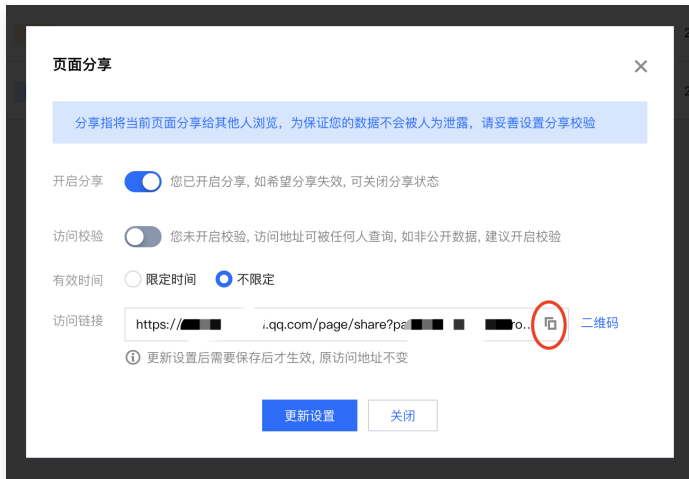 页面分享
分享指将当前页面分享给其他人浏览，为保证您的数据不会被人为泄露，请妥善设置分享校验
开启分享 您已开启分享, 如希望分享失效, 可关闭分享状态
访问校验 您未开启校验, 访问地址可被任何人查询, 如非公开数据, 建议开启校验
有效时间 限定时间 不限定
访问链接 https:// .qq.com/page/share?pa ro... 二维码
更新设置后需要保存后才生效, 原访问地址不变
更新设置 关闭